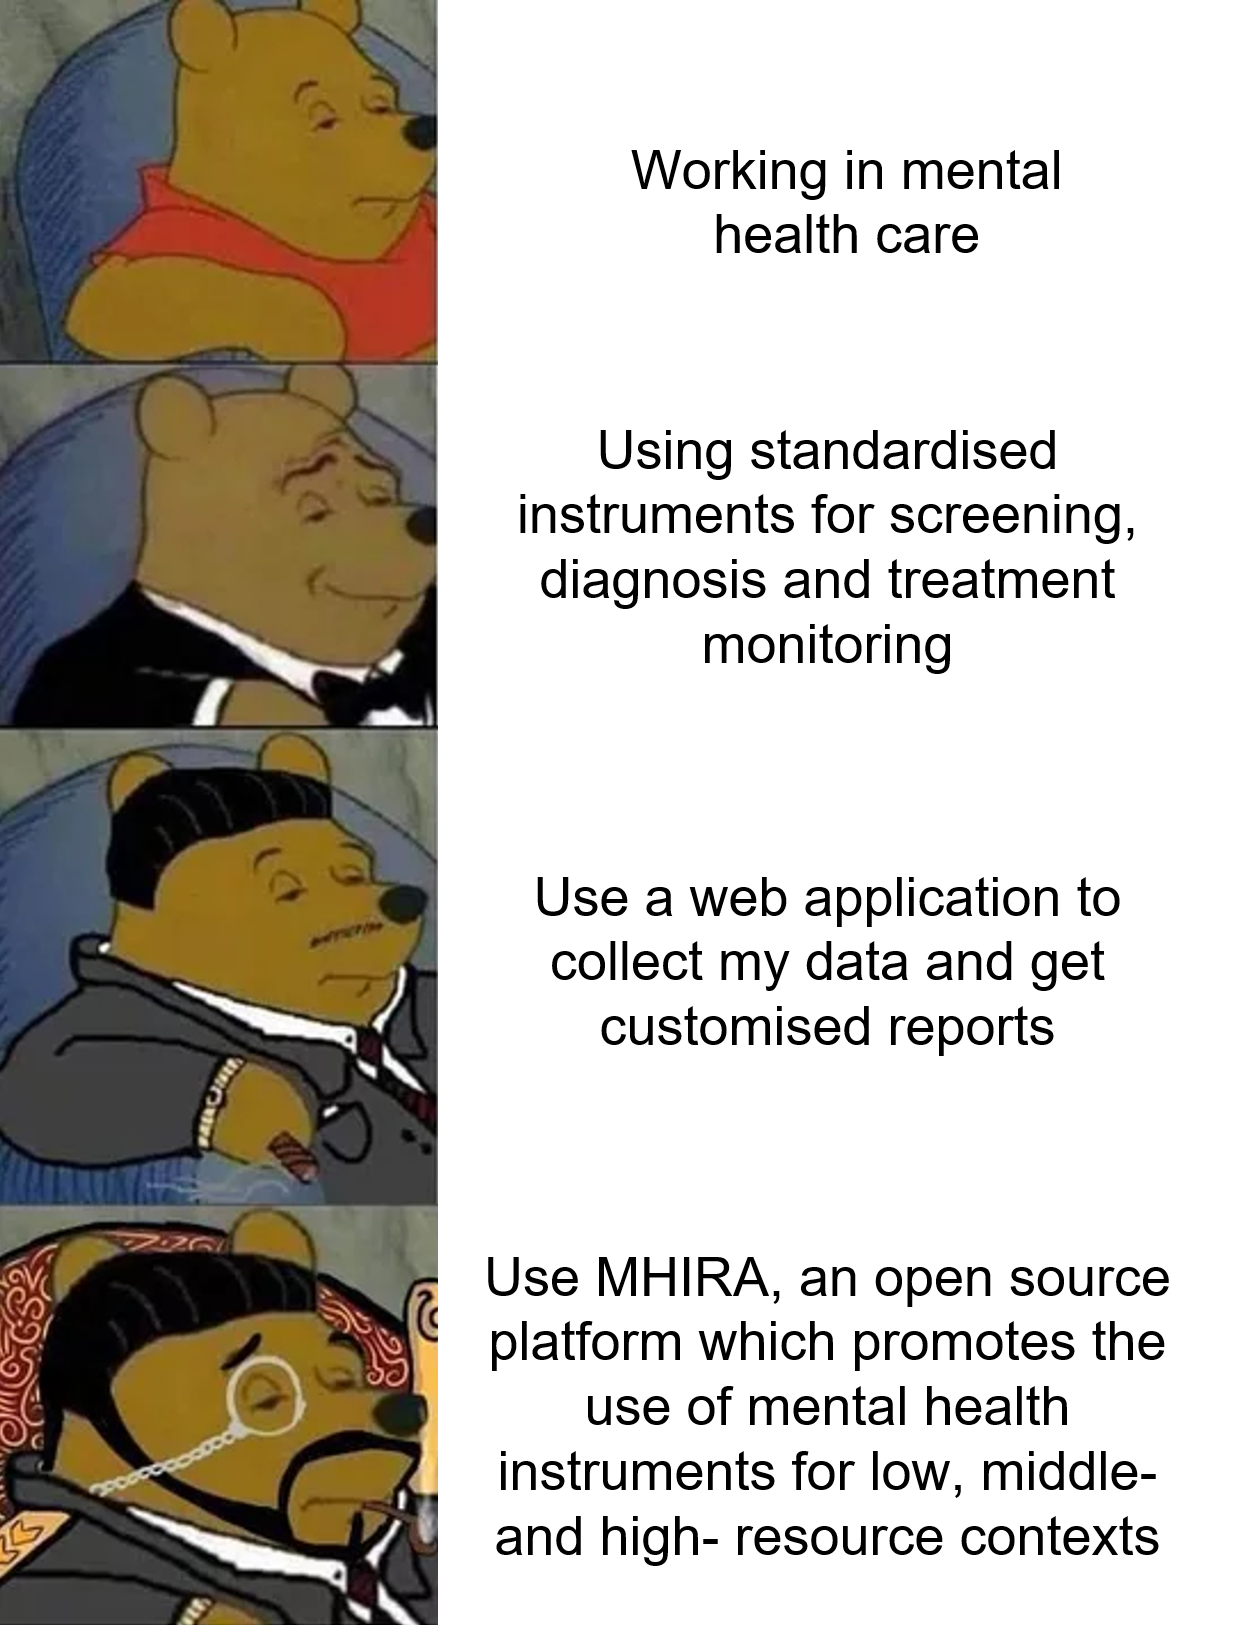 Working in mental
health care
Using standardised
instruments for screening,
diagnosis and treatment
monitoring
Use a web application to
collect my data and get
customised reports
Use MHIRA, an open source
platform which promotes the
use of mental health
instruments for low, middle-
and high- resource contexts